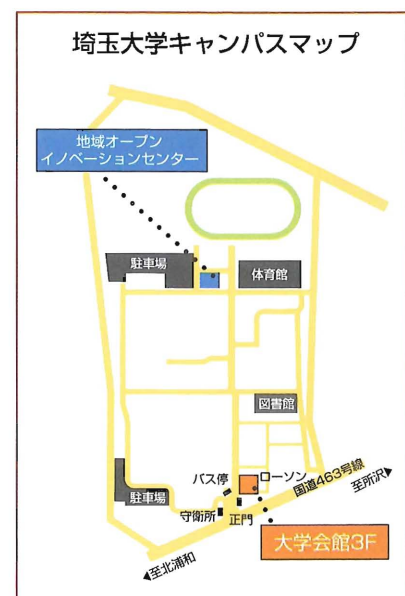 埼玉大学キャンパスマップ
地域オープン
イノベーションセンター
駐車場
体育館
図書館
バス停
ローソン
国道463号線
至所沢▶
駐車場
守衛所
正門
大学会館3F
◀至北浦和